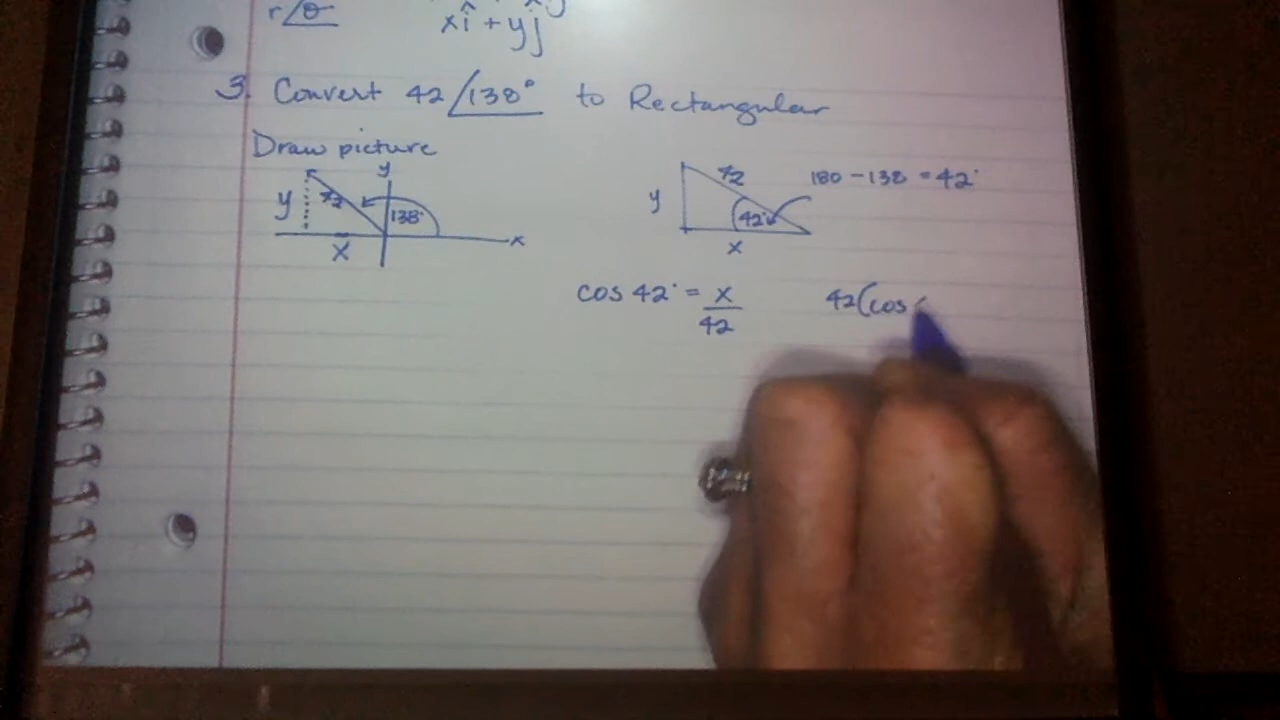 r∠θ
xî + yĵ
3. Convert 42∠138° to Rectangular
Draw picture
y
y 42 138°
x
x
42 180 - 138 = 42°
y 42°
x
cos 42° = x/42
42(cos